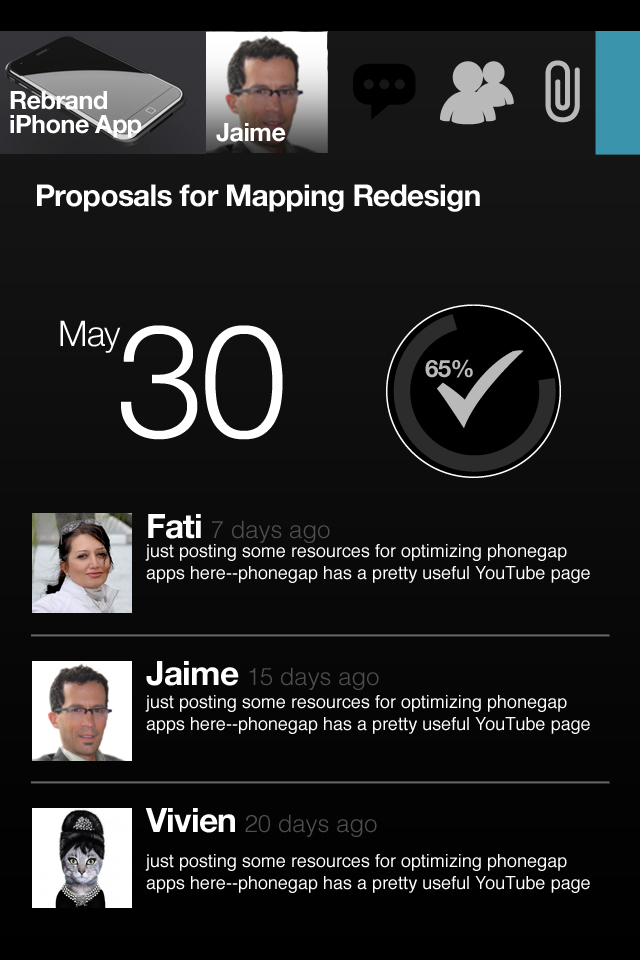 Rebrand
iPhone App
Jaime
Proposals for Mapping Redesign
May 30
65%
Fati 7 days ago
just posting some resources for optimizing phonegap
apps here--phonegap has a pretty useful YouTube page
Jaime 15 days ago
just posting some resources for optimizing phonegap
apps here--phonegap has a pretty useful YouTube page
Vivien 20 days ago
just posting some resources for optimizing phonegap
apps here--phonegap has a pretty useful YouTube page